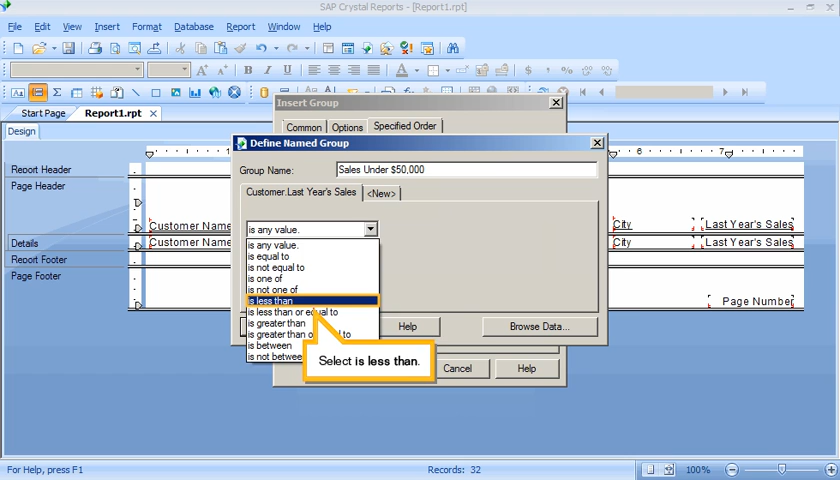 SAP Crystal Reports - [Report1.rpt]
File Edit View Insert Format Database Report Window Help
B I U A $ , %
Aa Σ
Start Page Report1.rpt ×
Insert Group
Common Options Specified Order
Design
Define Named Group
Group Name: Sales Under $50,000
Customer.Last Year's Sales <New>
is any value.
is any value.
is equal to
is not equal to
is one of
is not one of
is less than
is less than or equal to
is greater than
is greater than o to
is between
is not betwee
Select is less than.
Help Browse Data...
Cancel Help
Report Header
Page Header
Customer Name City Last Year's Sales
Details Customer Name City Last Year's Sales
Report Footer
Page Footer
Page Number
1 6 7
For Help, press F1 Records: 32 100%